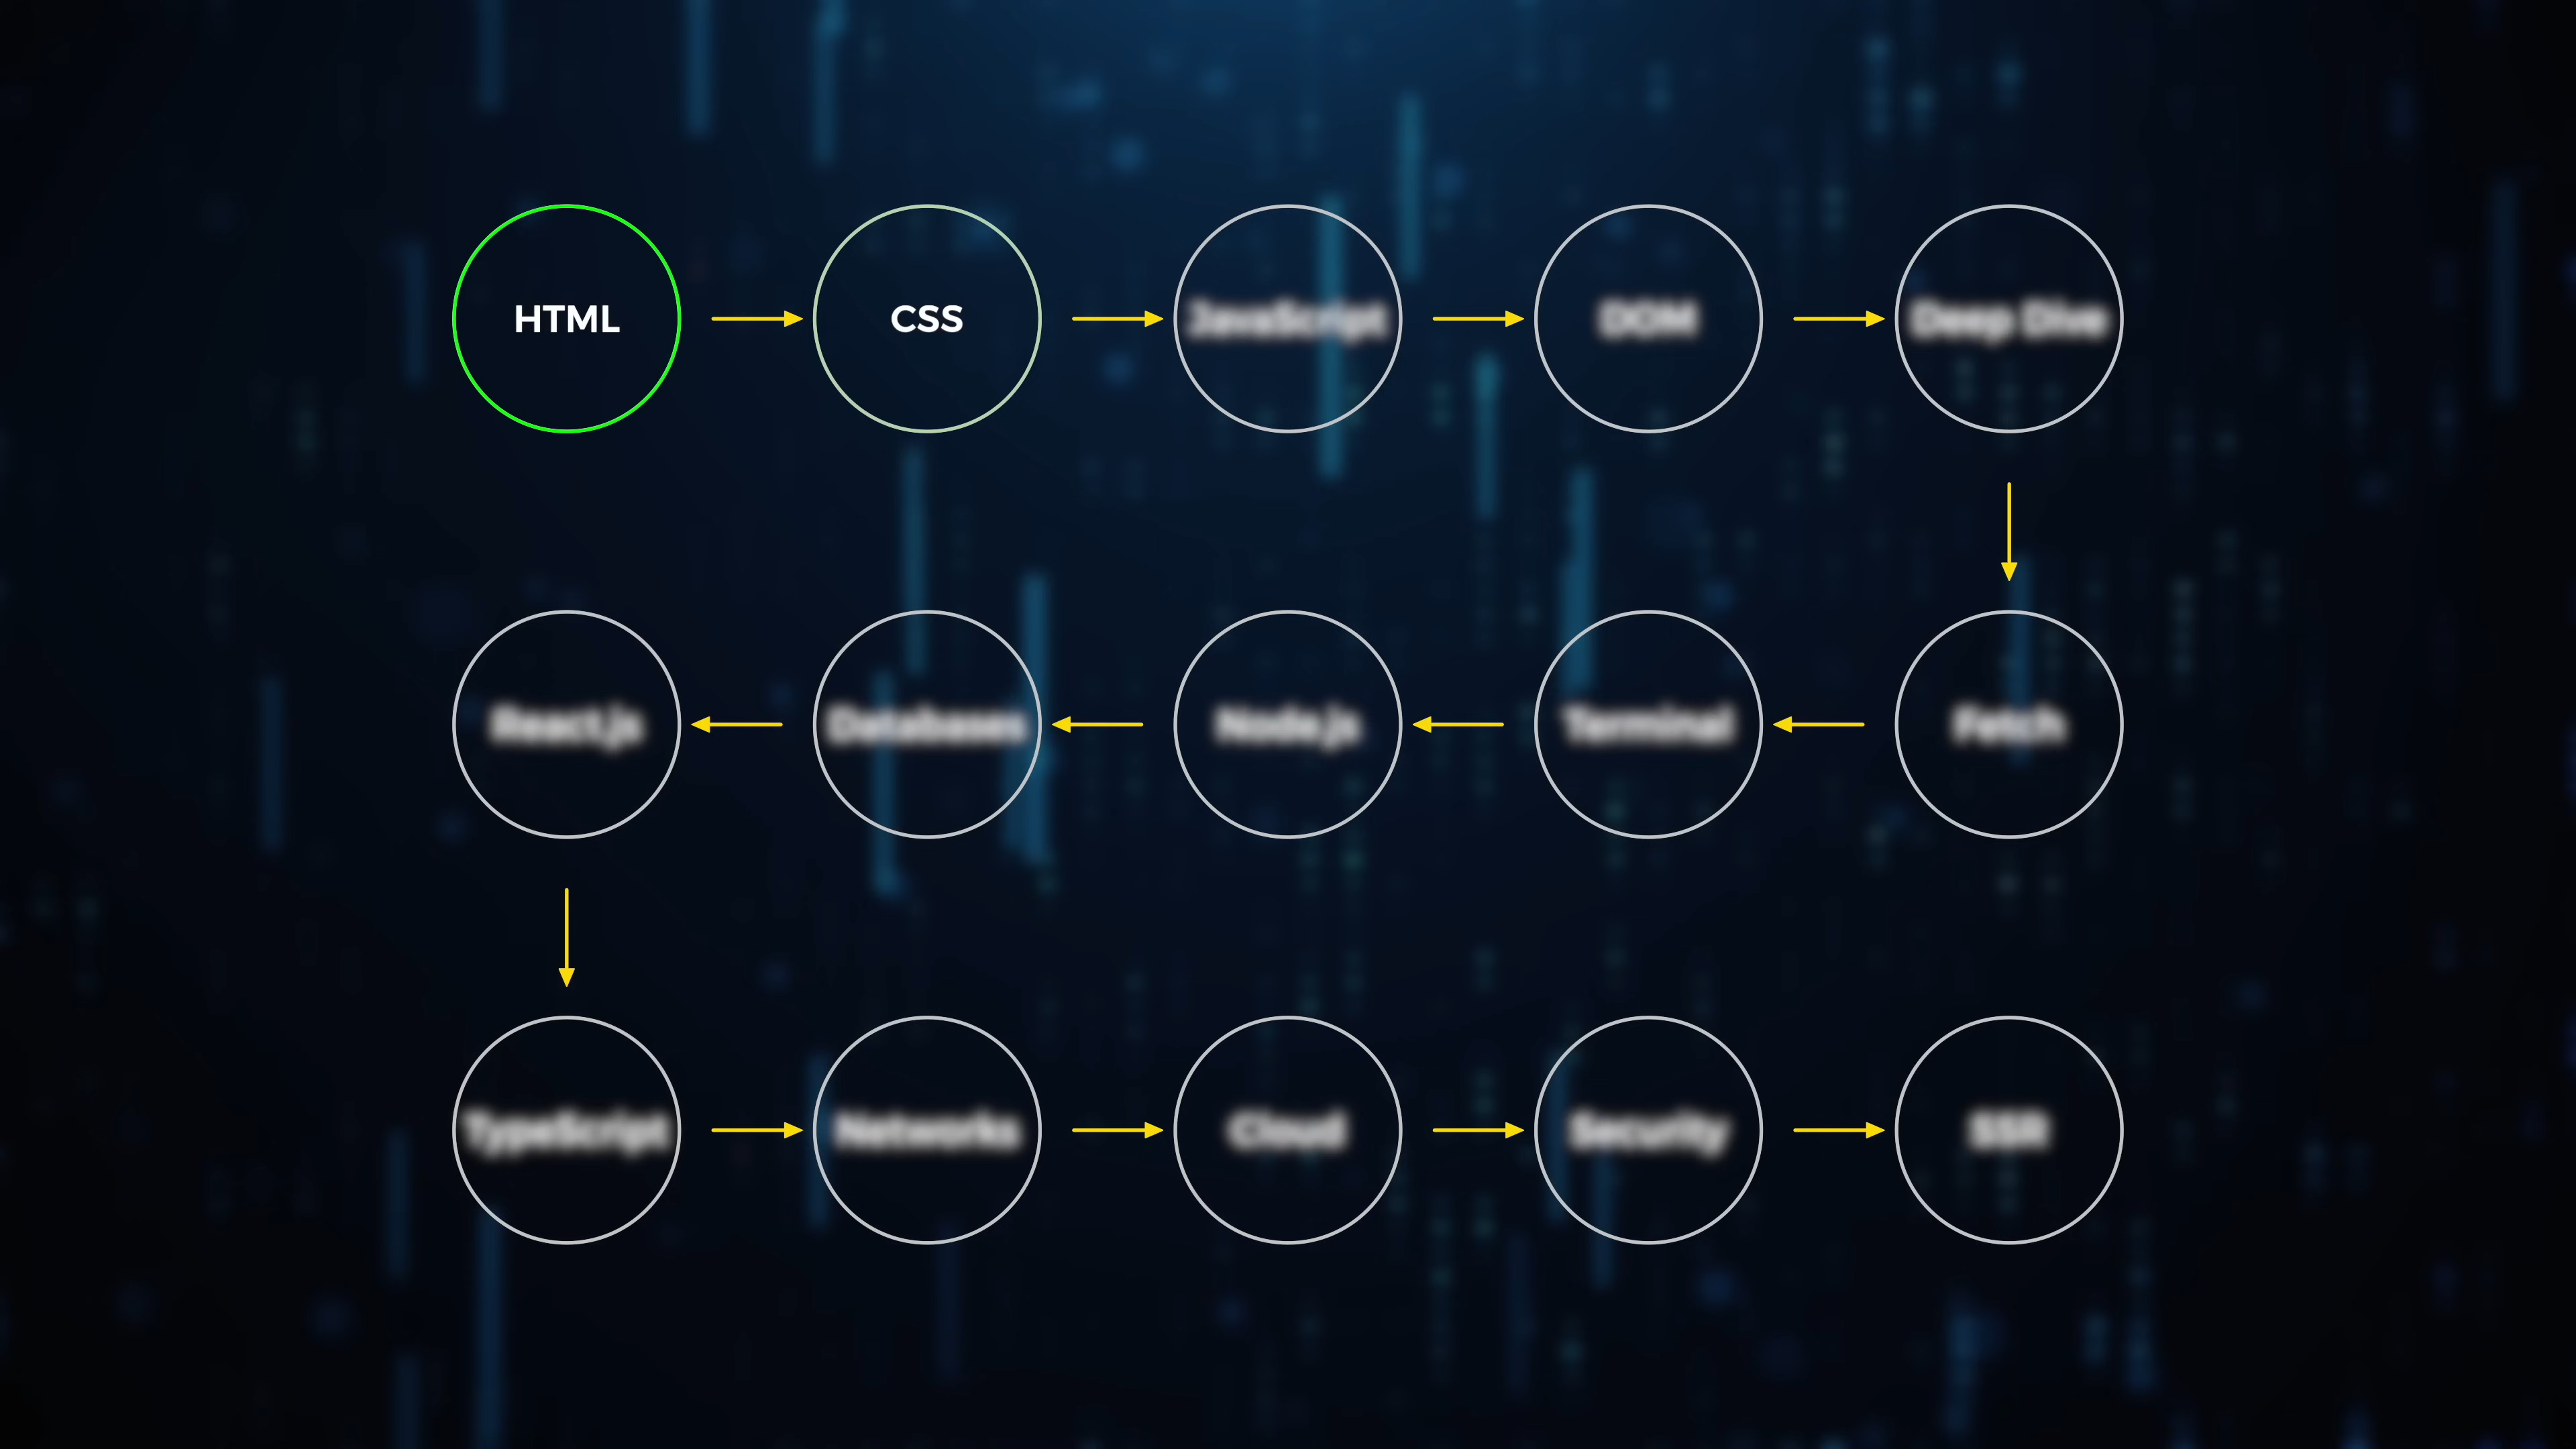 HTML
CSS
JavaScript
DOM
Deep Dive
Fetch
Terminal
Node.js
Databases
React.js
TypeScript
Networks
Cloud
Security
SSR